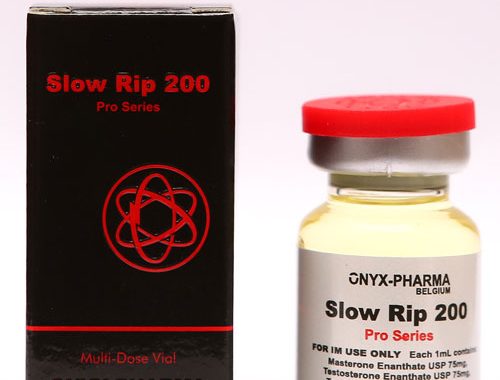 Slow Rip 200
Pro Series
Multi-Dose Vial
ONYX-PHARMA
BELGIUM
Slow Rip 200
Pro Series
FOR IM USE ONLY Each 1mL contains
Masterone Enanthate USP 75mg,
Testosterone Enanthate USP 75mg,